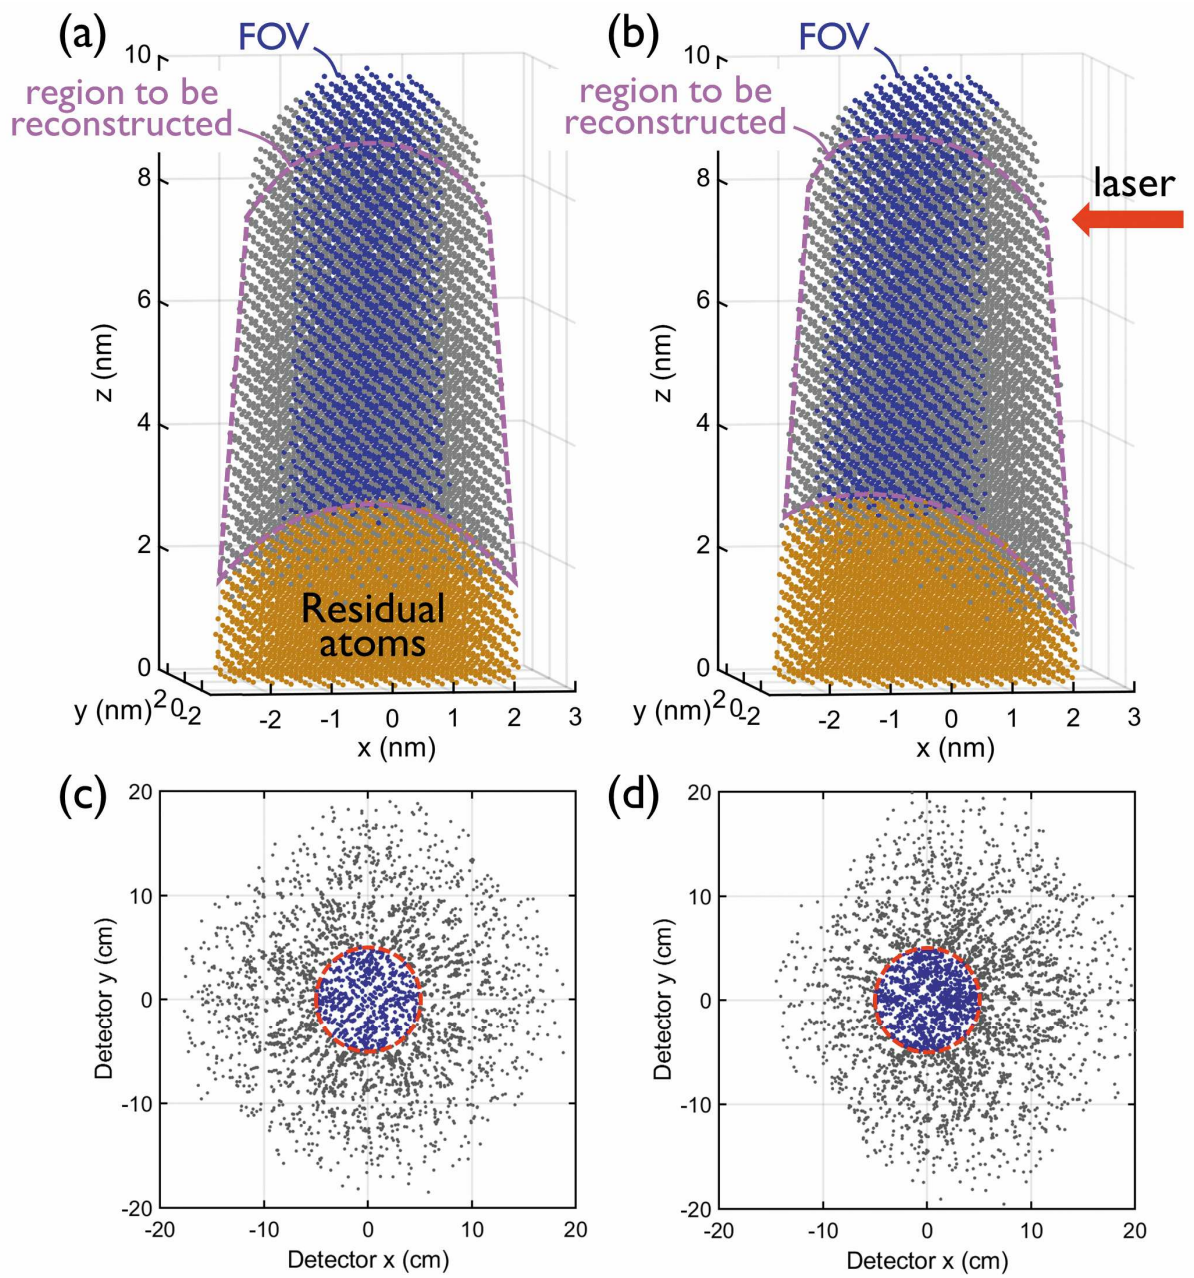 (a)
FOV
region to be
reconstructed
10
8
6
4
2
0
z (nm)
Residual
atoms
y (nm)
2
0
-2
-2
-1
0
1
2
3
x (nm)
(b)
FOV
region to be
reconstructed
laser
10
8
6
4
2
0
z (nm)
y (nm)
2
0
-2
-2
-1
0
1
2
3
x (nm)
(c)
20
10
0
-10
-20
Detector y (cm)
-20
-10
0
10
20
Detector x (cm)
(d)
20
10
0
-10
-20
Detector y (cm)
-20
-10
0
10
20
Detector x (cm)